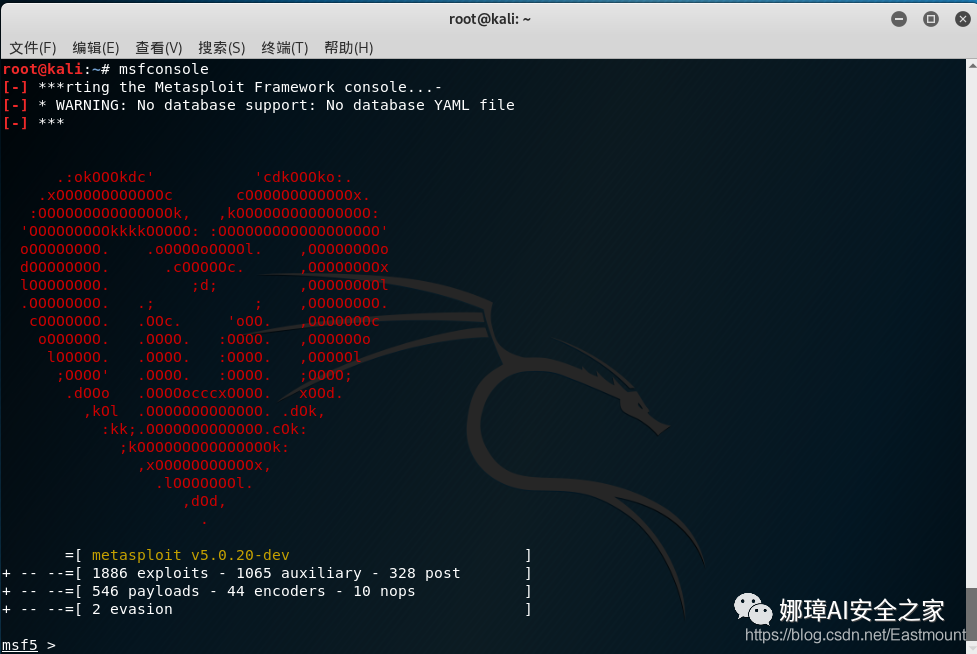 root@kali: ~
文件(F) 编辑(E) 查看(V) 搜索(S) 终端(T) 帮助(H)
root@kali:~# msfconsole
[-] ***rting the Metasploit Framework console...-
[-] * WARNING: No database support: No database YAML file
[-] ***
      .:okOOOkdc'           'cdkOOOko:.
    .xOOOOOOOOOOOOc       cOOOOOOOOOOOOx.
   :OOOOOOOOOOOOOOOk,   ,kOOOOOOOOOOOOOOO:
  'OOOOOOOOOkkkkOOOOO: :OOOOOOOOOOOOOOOOOO'
  oOOOOOOOO.    .oOOOOoOOOOl.    ,OOOOOOOOo
  dOOOOOOOO.      .cOOOOOc.      ,OOOOOOOOx
  lOOOOOOOO.         ;d;         ,OOOOOOOOl
  .OOOOOOOO.   .;           ;    ,OOOOOOOO.
   cOOOOOOO.   .OOc.     'oOO.   ,OOOOOOOc
    oOOOOOO.   .OOOO.   :OOOO.   ,OOOOOOo
     lOOOOO.   .OOOO.   :OOOO.   ,OOOOOl
      ;OOOO'   .OOOO.   :OOOO.   ;OOOO;
       .dOOo   .OOOOocccxOOOO.   xOOd.
         ,kOl  .OOOOOOOOOOOOO. .dOk,
           :kk;.OOOOOOOOOOOOO.cOk:
             ;kOOOOOOOOOOOOOOOk:
               ,xOOOOOOOOOOOx,
                 .lOOOOOOOl.
                    ,dOd,
                      .
       =[ metasploit v5.0.20-dev                          ]
+ -- --=[ 1886 exploits - 1065 auxiliary - 328 post       ]
+ -- --=[ 546 payloads - 44 encoders - 10 nops            ]
+ -- --=[ 2 evasion                                       ]
msf5 >
娜璋AI安全之家
https://blog.csdn.net/Eastmount